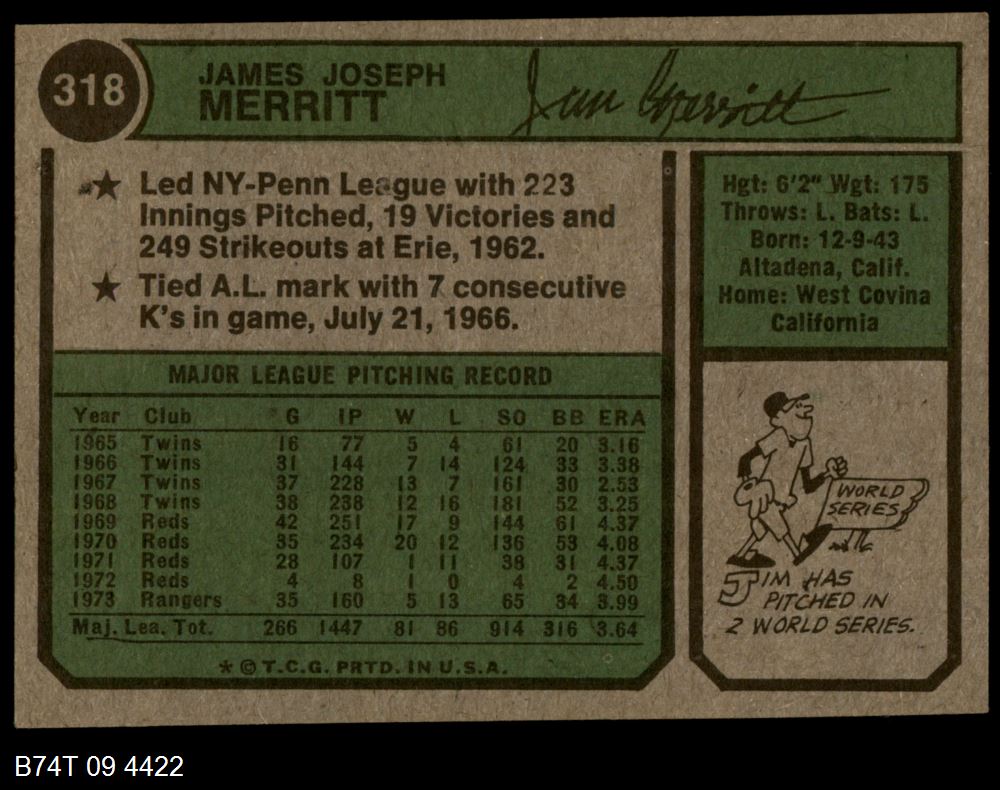 318
JAMES JOSEPH
MERRITT
Jim Merritt
★ Led NY-Penn League with 223
Innings Pitched, 19 Victories and
249 Strikeouts at Erie, 1962.
★ Tied A.L. mark with 7 consecutive
K's in game, July 21, 1966.
Hgt: 6'2" Wgt: 175
Throws: L. Bats: L.
Born: 12-9-43
Altadena, Calif.
Home: West Covina
California
MAJOR LEAGUE PITCHING RECORD
Year Club G IP W L SO BB ERA
1965 Twins 16 77 5 4 61 20 3.16
1966 Twins 31 144 7 14 124 33 3.38
1967 Twins 37 228 13 7 161 30 2.53
1968 Twins 38 238 12 16 181 52 3.25
1969 Reds 42 251 17 9 144 61 4.37
1970 Reds 35 234 20 12 136 53 4.08
1971 Reds 28 107 1 11 38 31 4.37
1972 Reds 4 8 1 0 4 2 4.50
1973 Rangers 35 160 5 13 65 34 3.99
Maj. Lea. Tot. 266 1447 81 86 914 316 3.64
* © T.C.G. PRTD. IN U.S.A.
WORLD
SERIES
JIM HAS
PITCHED IN
2 WORLD SERIES.
B74T 09 4422